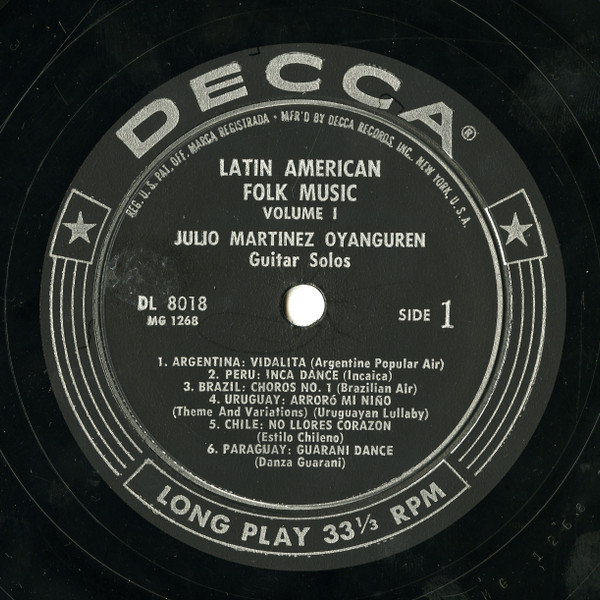 DECCA®
REG. U.S. PAT. OFF. MARCA REGISTRADA • MF'R'D BY DECCA RECORDS, INC., NEW YORK, U.S.A.
LATIN AMERICAN
FOLK MUSIC
VOLUME I
JULIO MARTINEZ OYANGUREN
Guitar Solos
DL 8018
MG 1268
SIDE 1
1. ARGENTINA: VIDALITA (Argentine Popular Air)
2. PERU: INCA DANCE (Incaica)
3. BRAZIL: CHOROS NO. 1 (Brazilian Air)
4. URUGUAY: ARRORÓ MI NIÑO
(Theme And Variations) (Uruguayan Lullaby)
5. CHILE: NO LLORES CORAZON
(Estilo Chileno)
6. PARAGUAY: GUARANI DANCE
(Danza Guarani)
LONG PLAY 33⅓ RPM
MG 1268